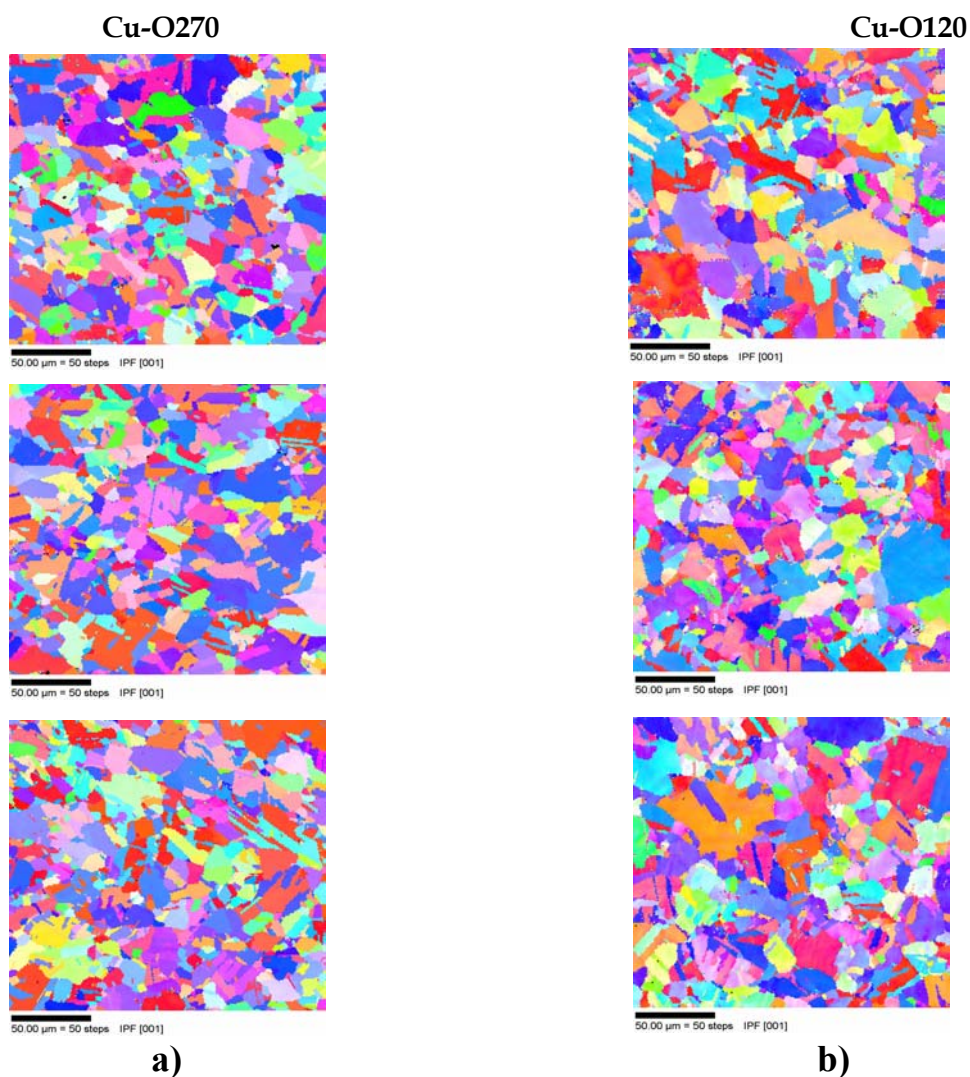 Cu-O270
Cu-O120
50.00 µm = 50 steps IPF [001]
50.00 µm = 50 steps IPF [001]
50.00 µm = 50 steps IPF [001]
50.00 µm = 50 steps IPF [001]
50.00 µm = 50 steps IPF [001]
50.00 µm = 50 steps IPF [001]
a)
b)